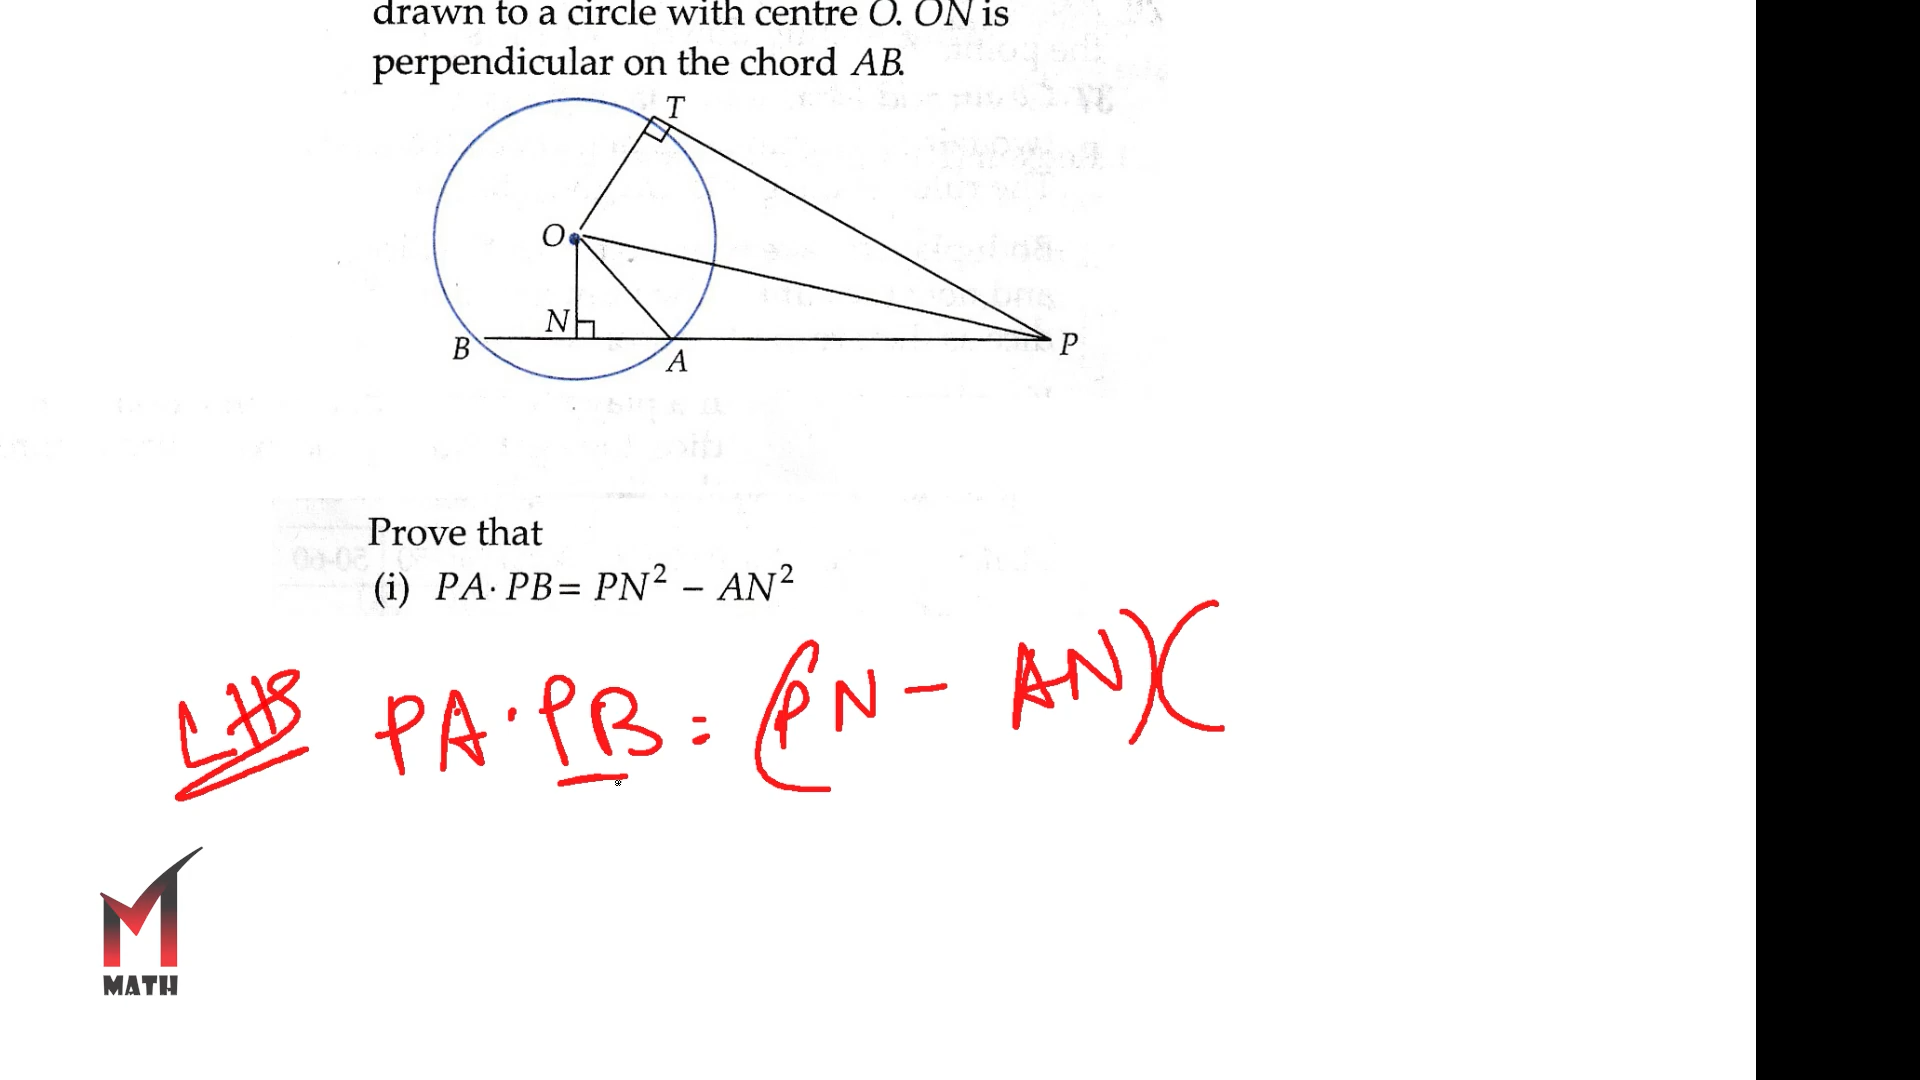 drawn to a circle with centre O. ON is
perpendicular on the chord AB.
T
O
N
B
A
P
Prove that
(i) PA· PB= PN² – AN²
LHS PA·PB = (PN - AN)(
MATH